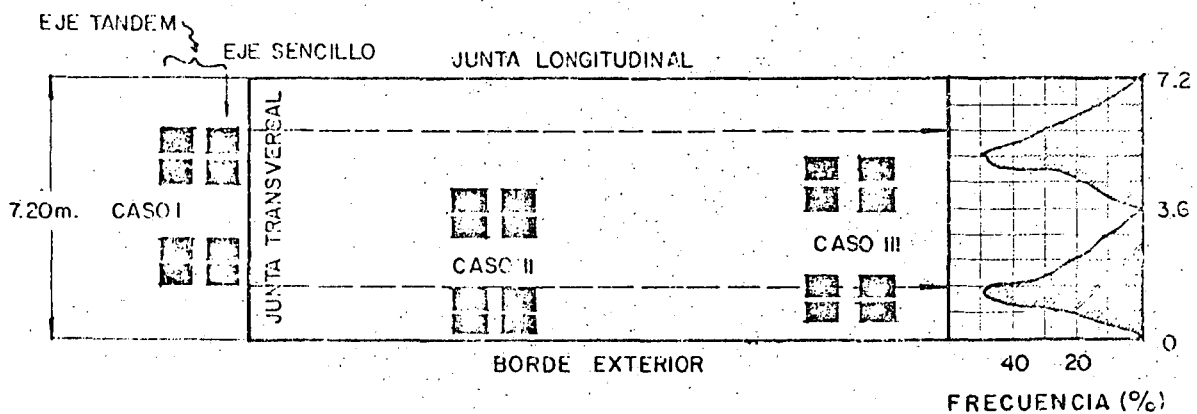 EJE TANDEM
EJE SENCILLO
JUNTA LONGITUDINAL
7.2
JUNTA TRANSVERSAL
7.20m.
CASO I
3.6
CASO II
CASO III
0
BORDE EXTERIOR
40 20
FRECUENCIA (%)